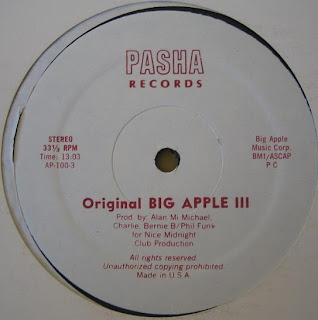 PASHA
RECORDS
STEREO
33⅓ RPM
Time: 13:03
AP-I00-3
Big Apple
Music Corp.
BM1/ASCAP
P C
Original BIG APPLE III
Prod. by: Alan Mi Michael,
Charlie, Bernie B/Phil Funk
for Nice Midnight
Club Production
All rights reserved.
Unauthorized copying prohibited.
Made in U.S.A.